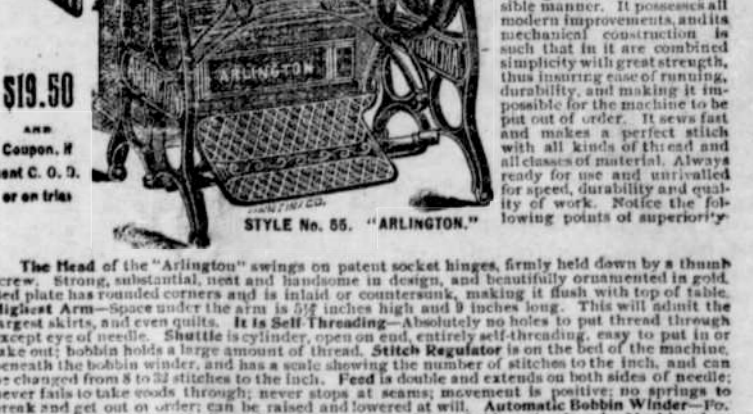 sible manner. It possesses all
modern improvements, and its
mechanical construction is
such that in it are combined
simplicity with great strength,
thus insuring ease of running,
durability, and making it im-
possible for the machine to be
put out of order. It sews fast
and makes a perfect stitch
with all kinds of thread and
all classes of material. Always
ready for use and unrivalled
for speed, durability and qual-
ity of work. Notice the fol-
lowing points of superiority
$19.50
AND
Coupon, if
sent C. O. D.
or on trial
ARLINGTON
STYLE No. 55. "ARLINGTON."
The Head of the "Arlington" swings on patent socket hinges, firmly held down by a thumb
crew. Strong, substantial, neat and handsome in design, and beautifully ornamented in gold.
Bed plate has rounded corners and is inlaid or countersunk, making it flush with top of table.
Highest Arm—Space under the arm is 5½ inches high and 9 inches long. This will admit the
argest skirts, and even quilts. It is Self-Threading—Absolutely no holes to put thread through
except eye of needle. Shuttle is cylinder, open on end, entirely self-threading, easy to put in or
ake out; bobbin holds a large amount of thread. Stitch Regulator is on the bed of the machine,
beneath the bobbin winder, and has a scale showing the number of stitches to the inch, and can
be changed from 8 to 32 stitches to the inch. Feed is double and extends on both sides of needle;
never fails to take goods through; never stops at seams; movement is positive; no springs to
break and get out of order; can be raised and lowered at will. Automatic Bobbin Winder—Fo.